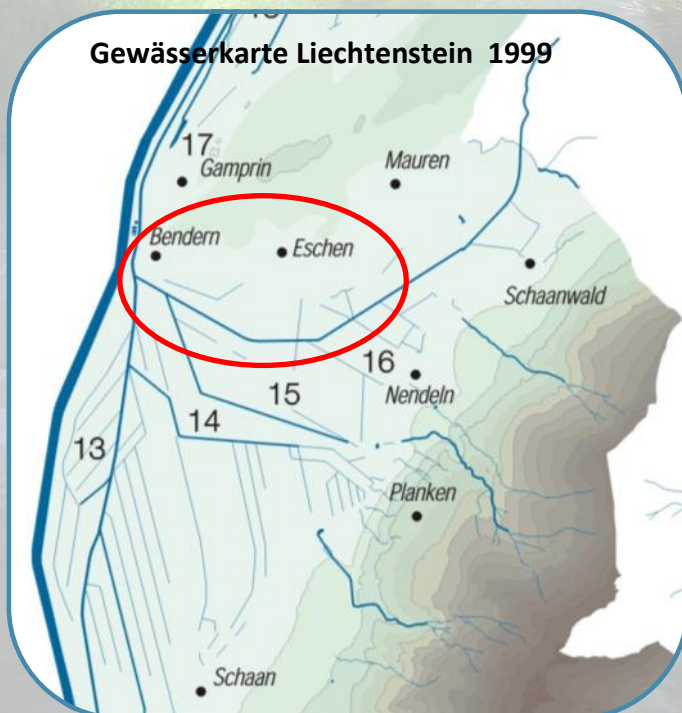 Gewässerkarte Liechtenstein 1999
17
Gamprin
Mauren
Bendern
Eschen
Schaanwald
16
15
Nendeln
14
13
Planken
Schaan